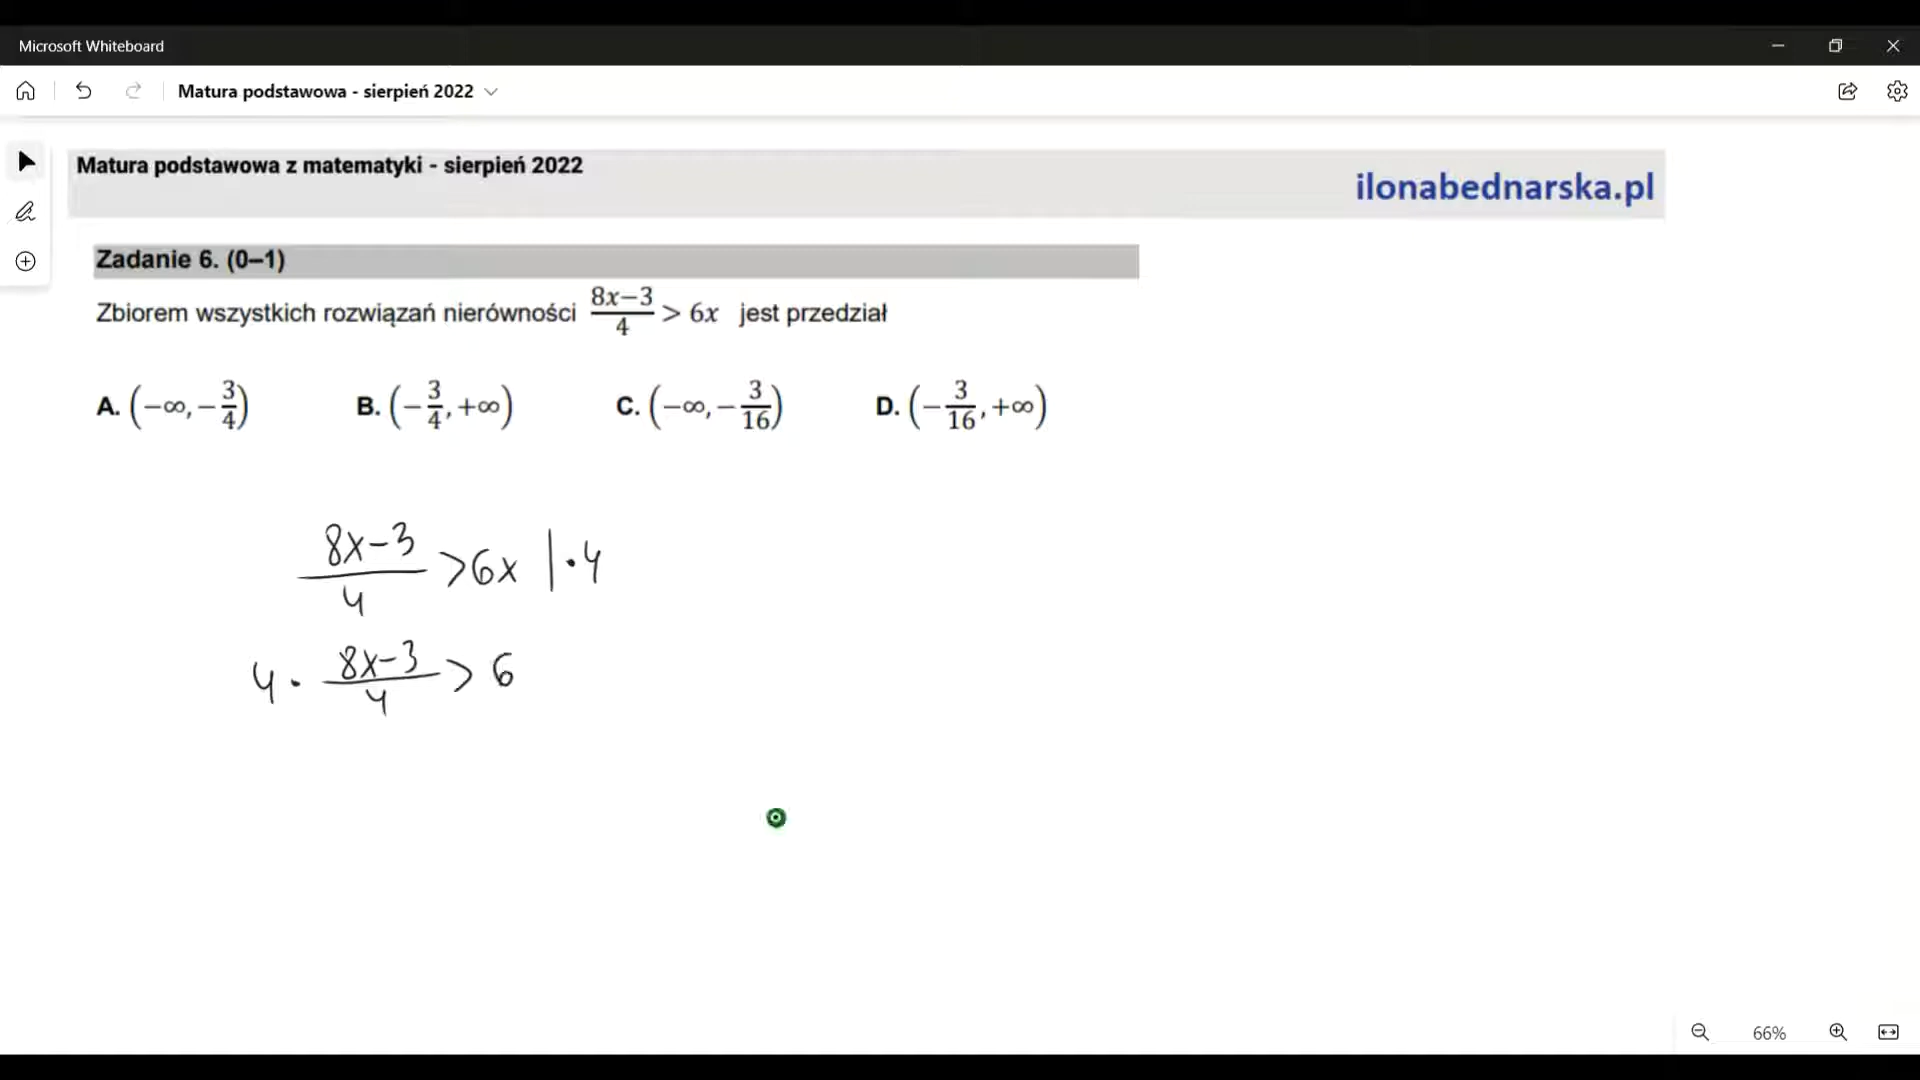 Microsoft Whiteboard
Matura podstawowa - sierpień 2022
Matura podstawowa z matematyki - sierpień 2022
ilonabednarska.pl
Zadanie 6. (0–1)
Zbiorem wszystkich rozwiązań nierówności (8x−3)/4 > 6x jest przedział
A. (−∞, −3/4) B. (−3/4, +∞) C. (−∞, −3/16) D. (−3/16, +∞)
(8x−3)/4 > 6x | · 4
4 · (8x−3)/4 > 6
66%